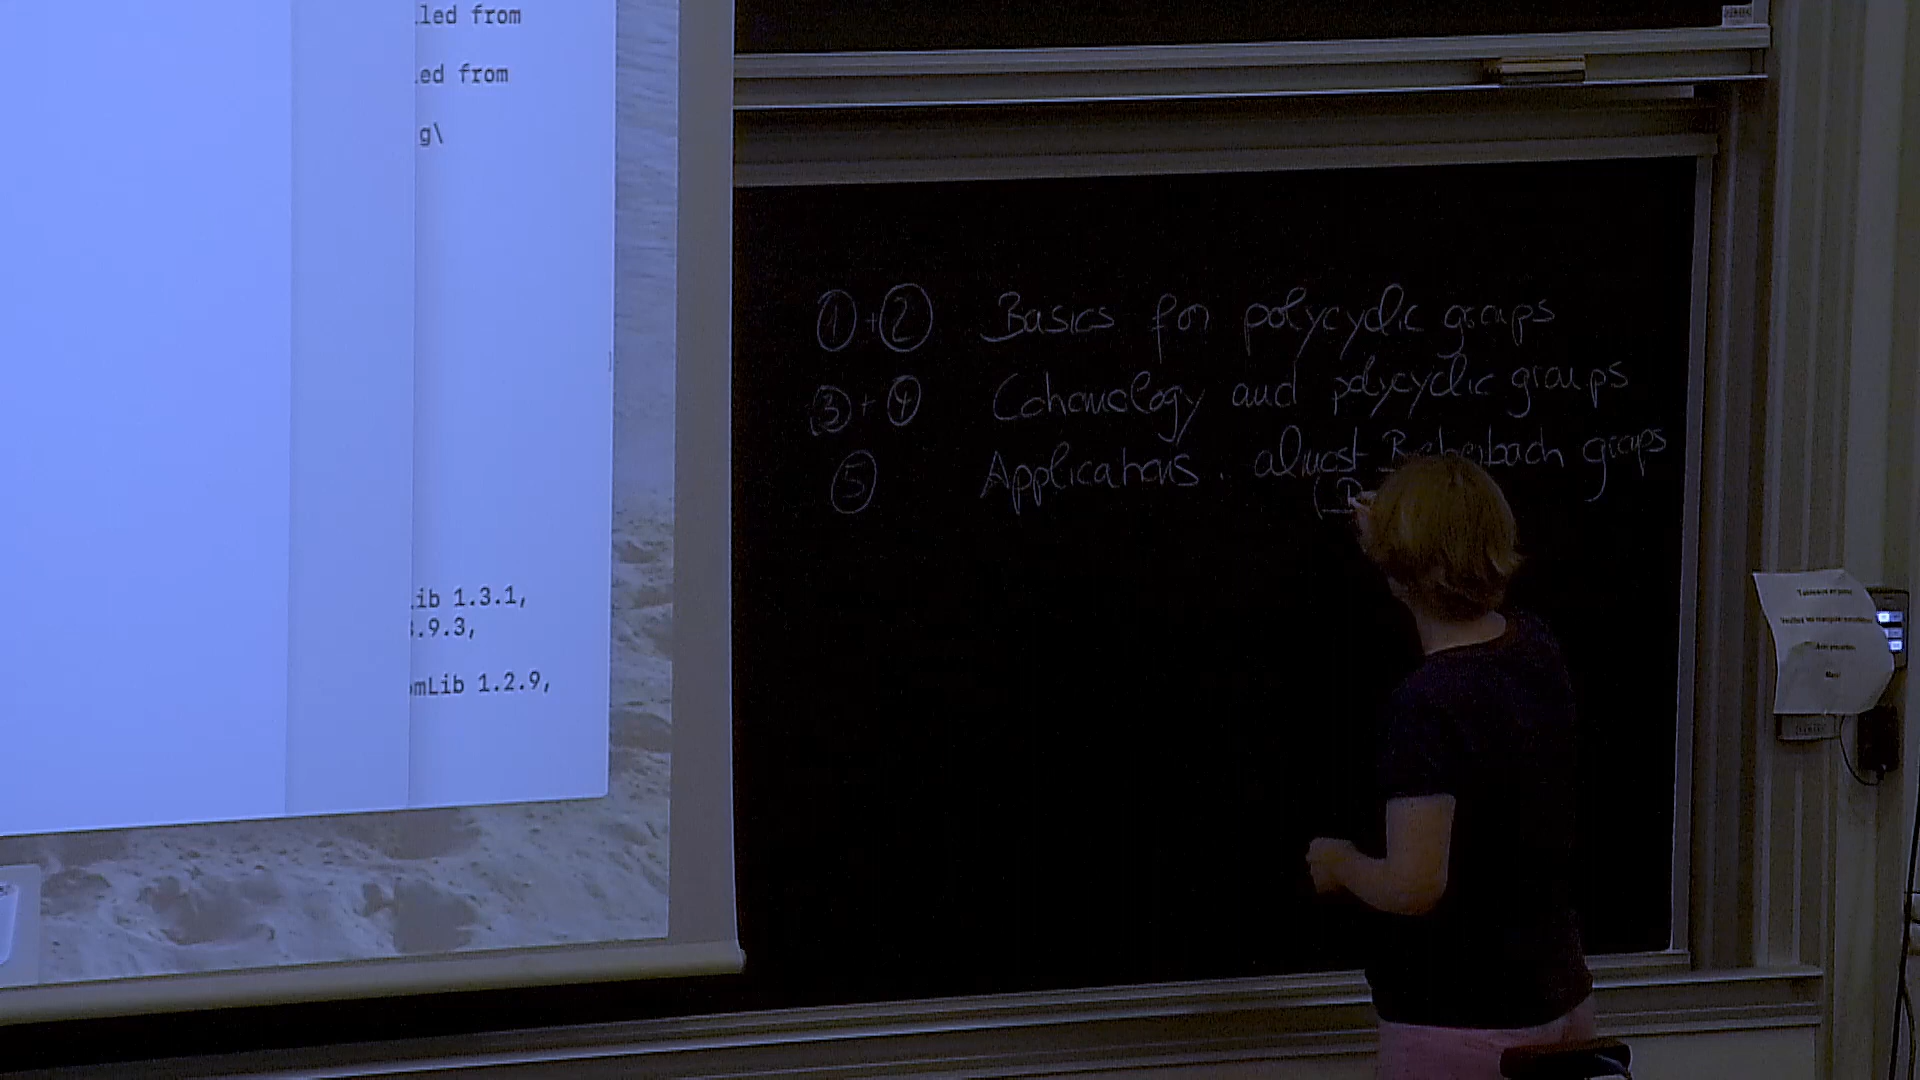 led from
ed from
g\
ib 1.3.1,
.9.3,
mLib 1.2.9,
① + ② Basics for polycyclic groups
③ + ④ Cohomology and polycyclic groups
⑤ Applications. almost Bieberbach groups